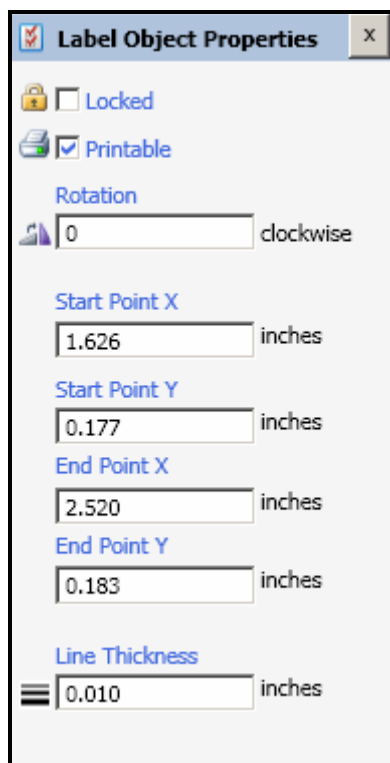 Label Object Properties x
Locked
Printable
Rotation
0 clockwise
Start Point X
1.626 inches
Start Point Y
0.177 inches
End Point X
2.520 inches
End Point Y
0.183 inches
Line Thickness
0.010 inches